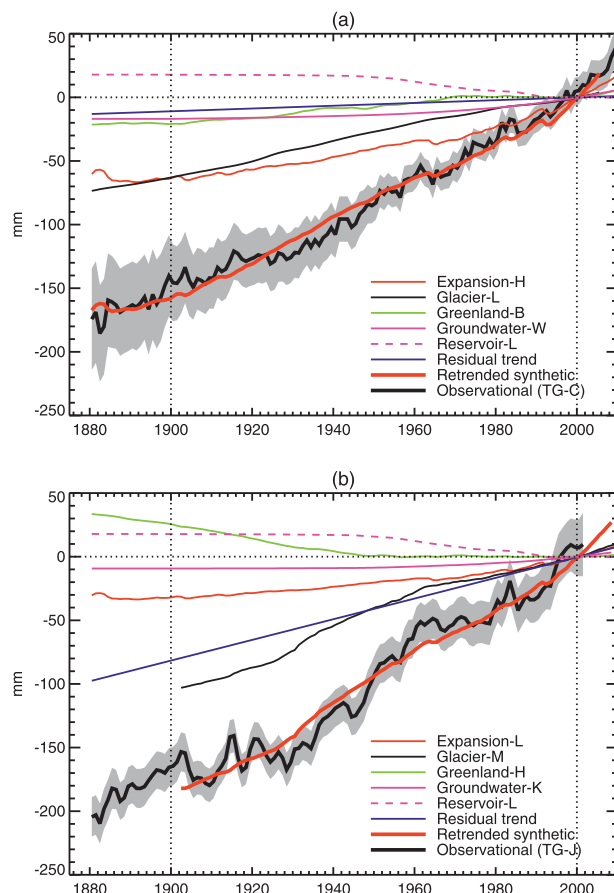 (a)
50
0
-50
-100
-150
-200
-250
mm
Expansion-H
Glacier-L
Greenland-B
Groundwater-W
Reservoir-L
Residual trend
Retrended synthetic
Observational (TG-C)
1880 1900 1920 1940 1960 1980 2000
(b)
50
0
-50
-100
-150
-200
-250
mm
Expansion-L
Glacier-M
Greenland-H
Groundwater-K
Reservoir-L
Residual trend
Retrended synthetic
Observational (TG-J)
1880 1900 1920 1940 1960 1980 2000